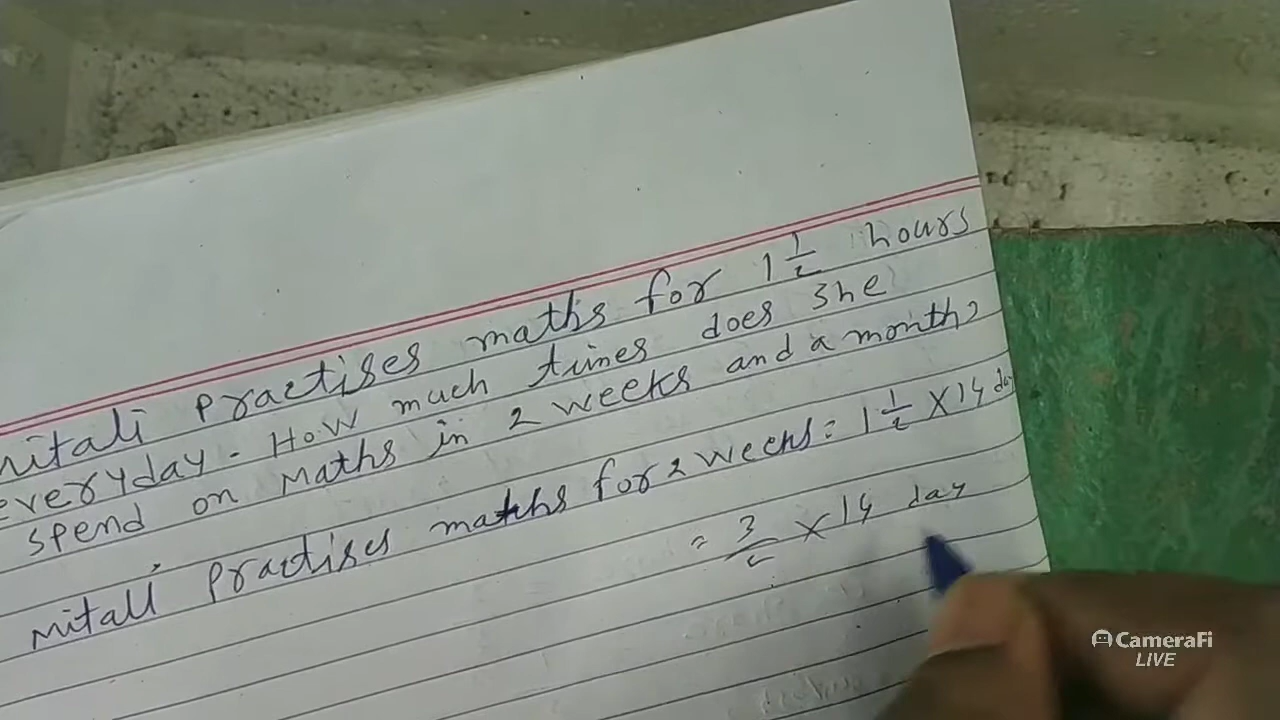 Mitali Practises maths for 1 1/2 hours
everyday. How much times does she
spend on Maths in 2 weeks and a month?
Mitali Practises maths for 2 weeks = 1 1/2 × 14 day
= 3/2 × 14 day
CameraFi
LIVE